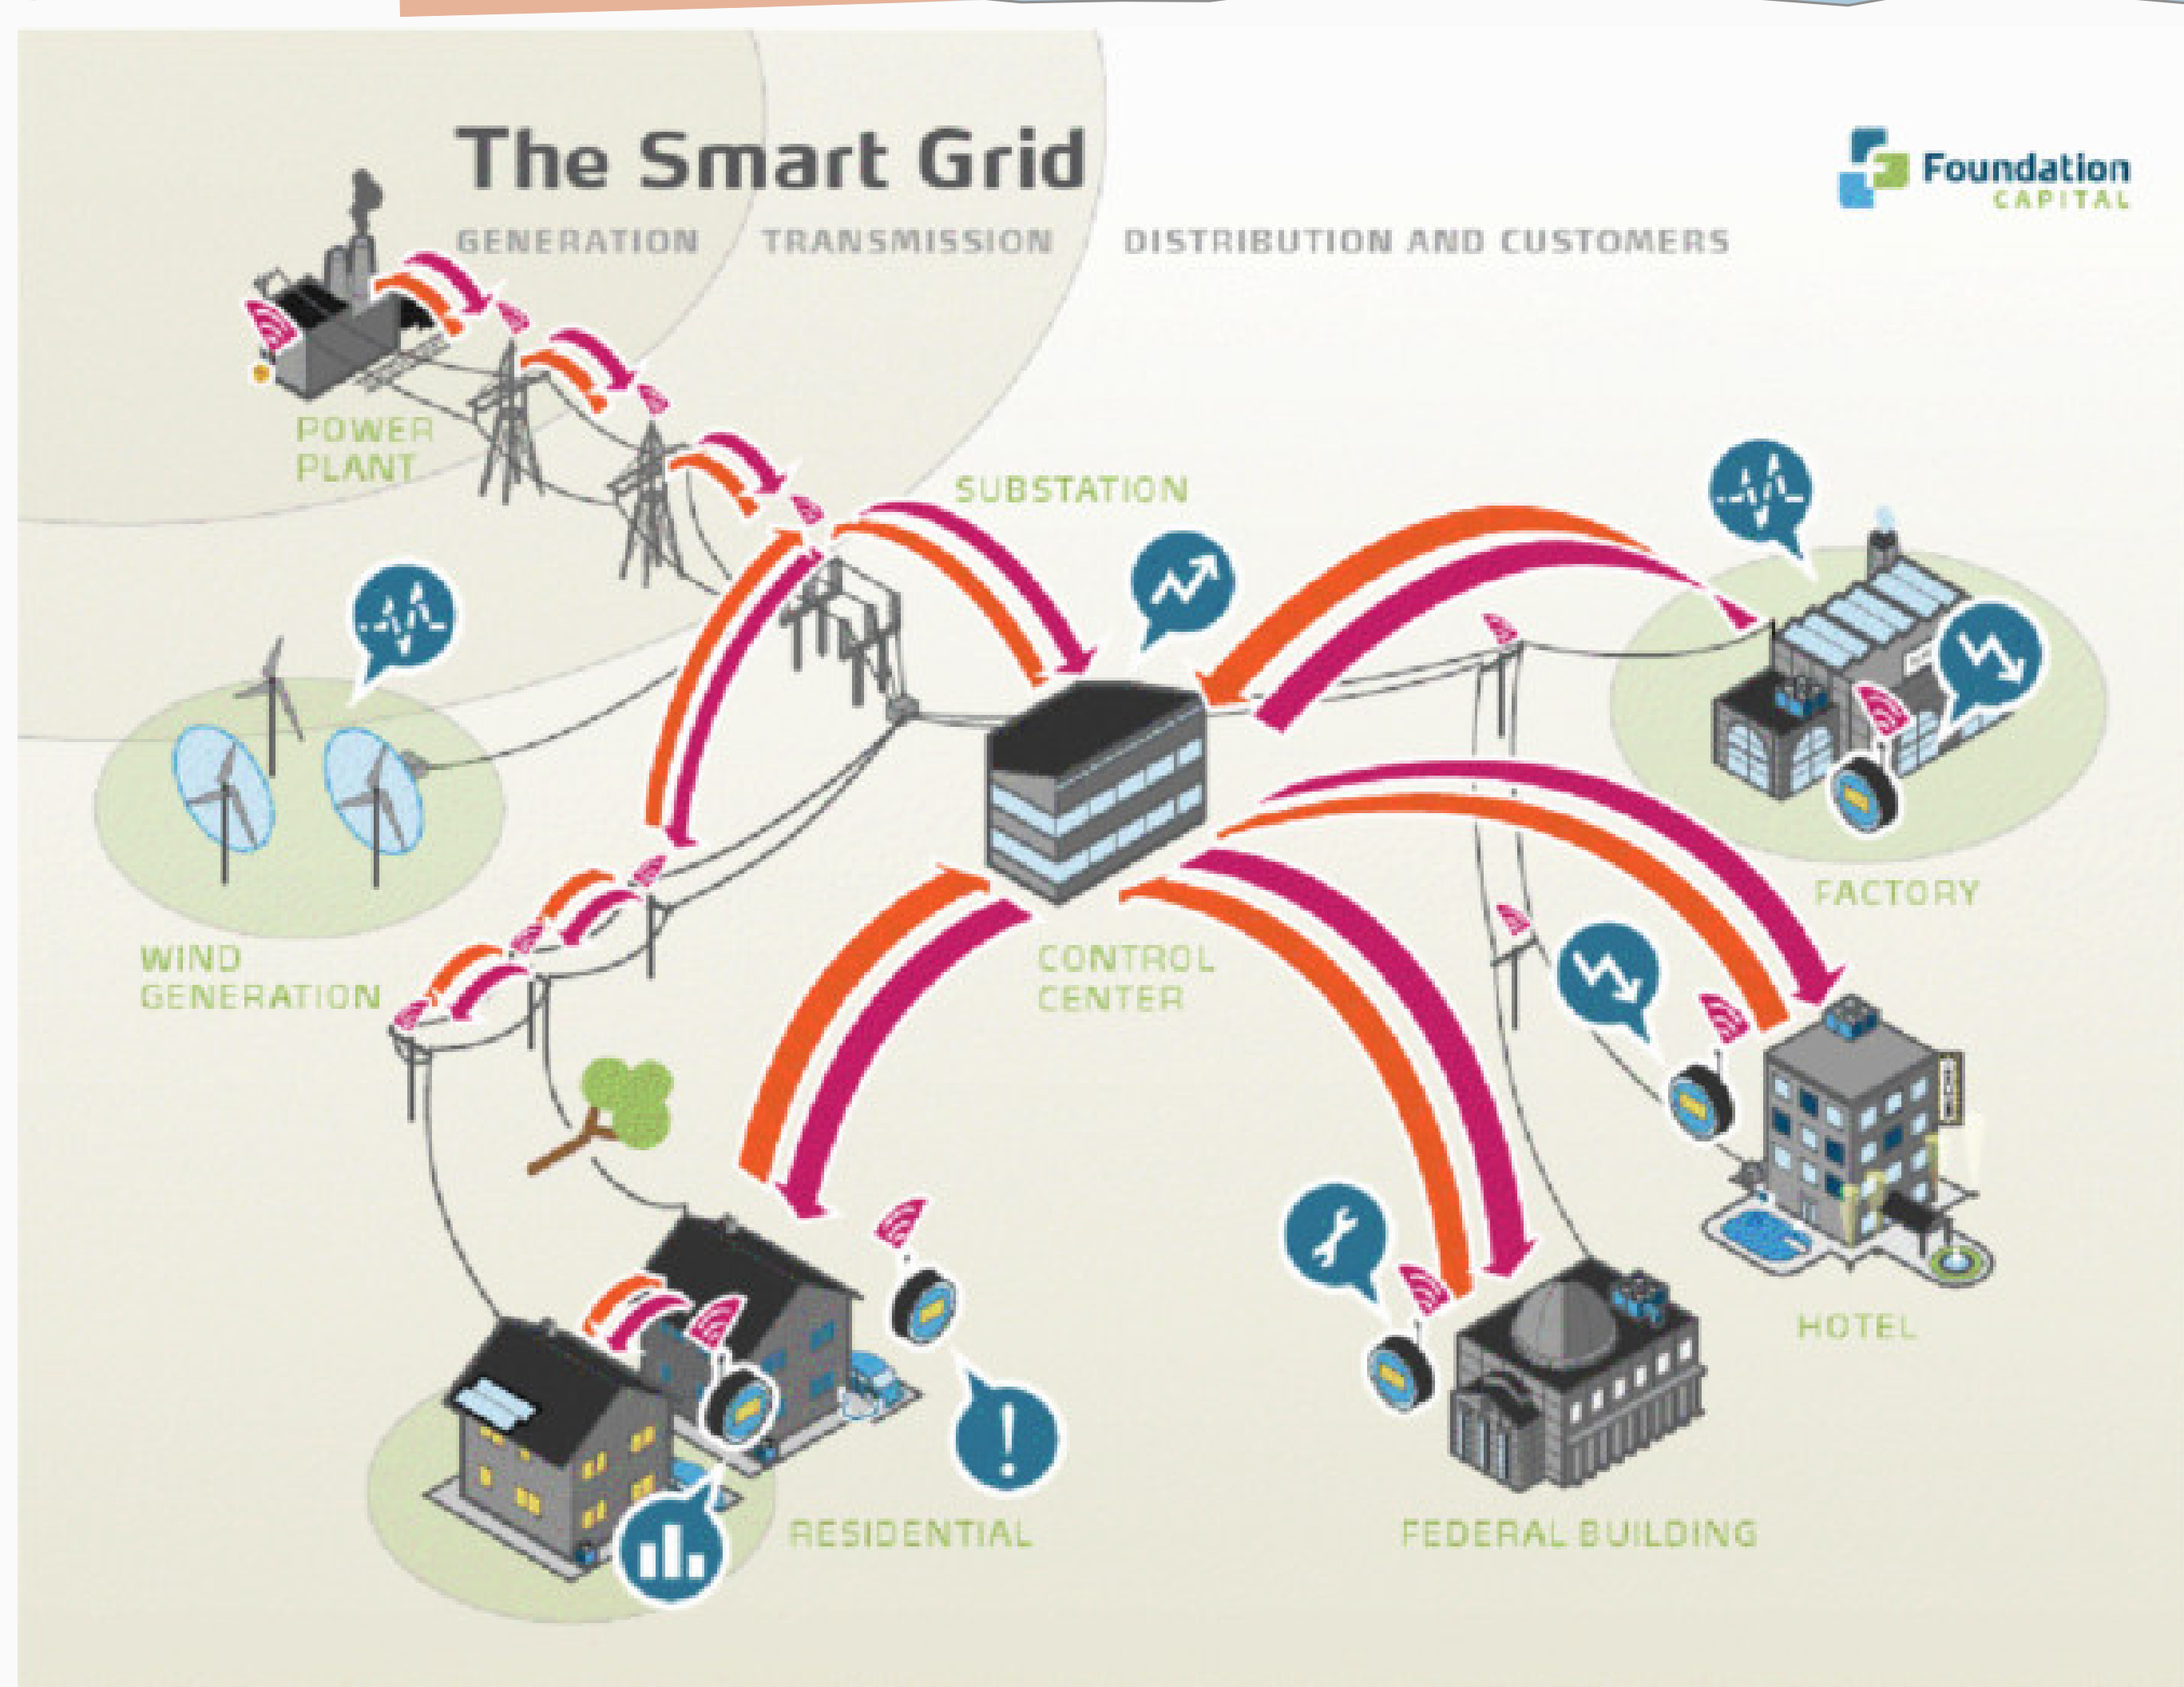 The Smart Grid
Foundation
CAPITAL
GENERATION TRANSMISSION DISTRIBUTION AND CUSTOMERS
POWER
PLANT
SUBSTATION
FACTORY
WIND
GENERATION
CONTROL
CENTER
HOTEL
RESIDENTIAL
FEDERAL BUILDING